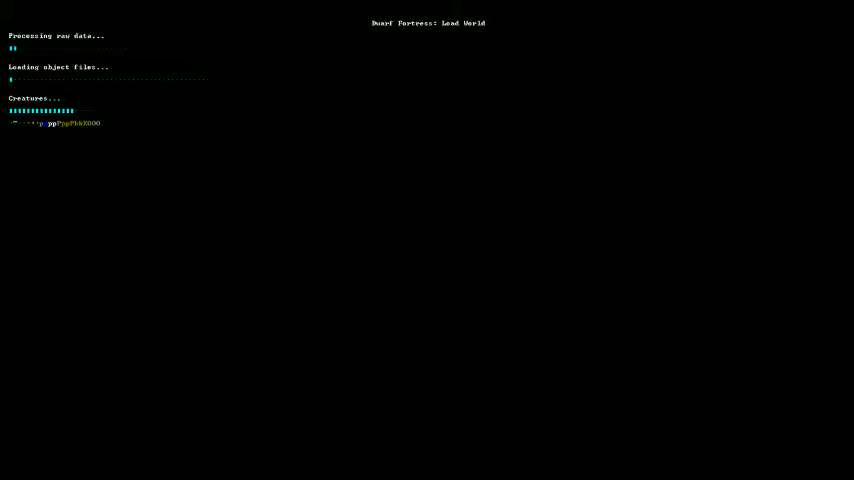 Dwarf Fortress: Load World
Processing raw data...
Loading object files...
Creatures...